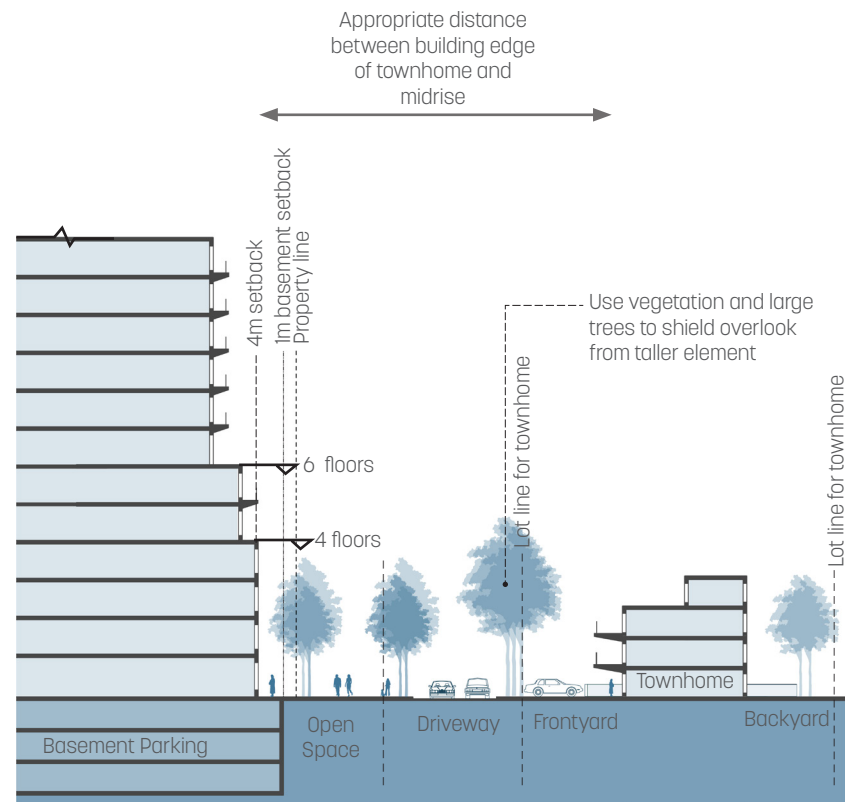 Appropriate distance
between building edge
of townhome and
midrise
4m setback
1m basement setback
Property line
Use vegetation and large
trees to shield overlook
from taller element
Lot line for townhome
Lot line for townhome
6 floors
4 floors
Townhome
Basement Parking
Open
Space
Driveway
Frontyard
Backyard